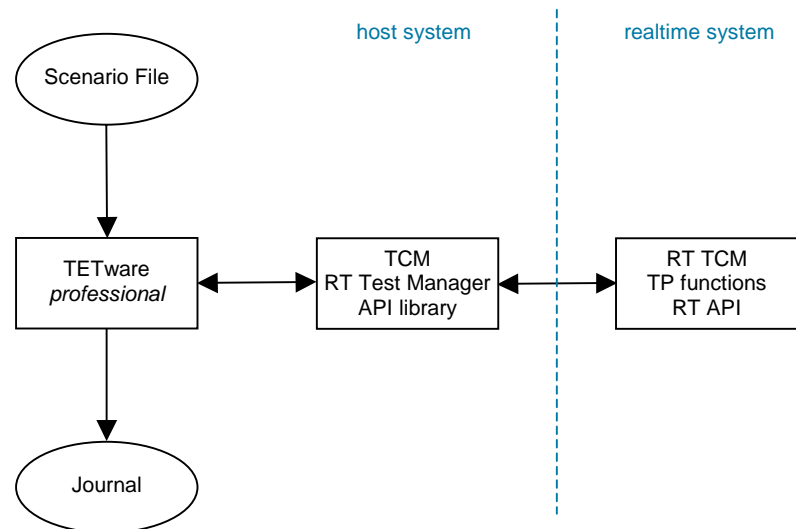 host system
realtime system
Scenario File
TETware
professional
TCM
RT Test Manager
API library
RT TCM
TP functions
RT API
Journal